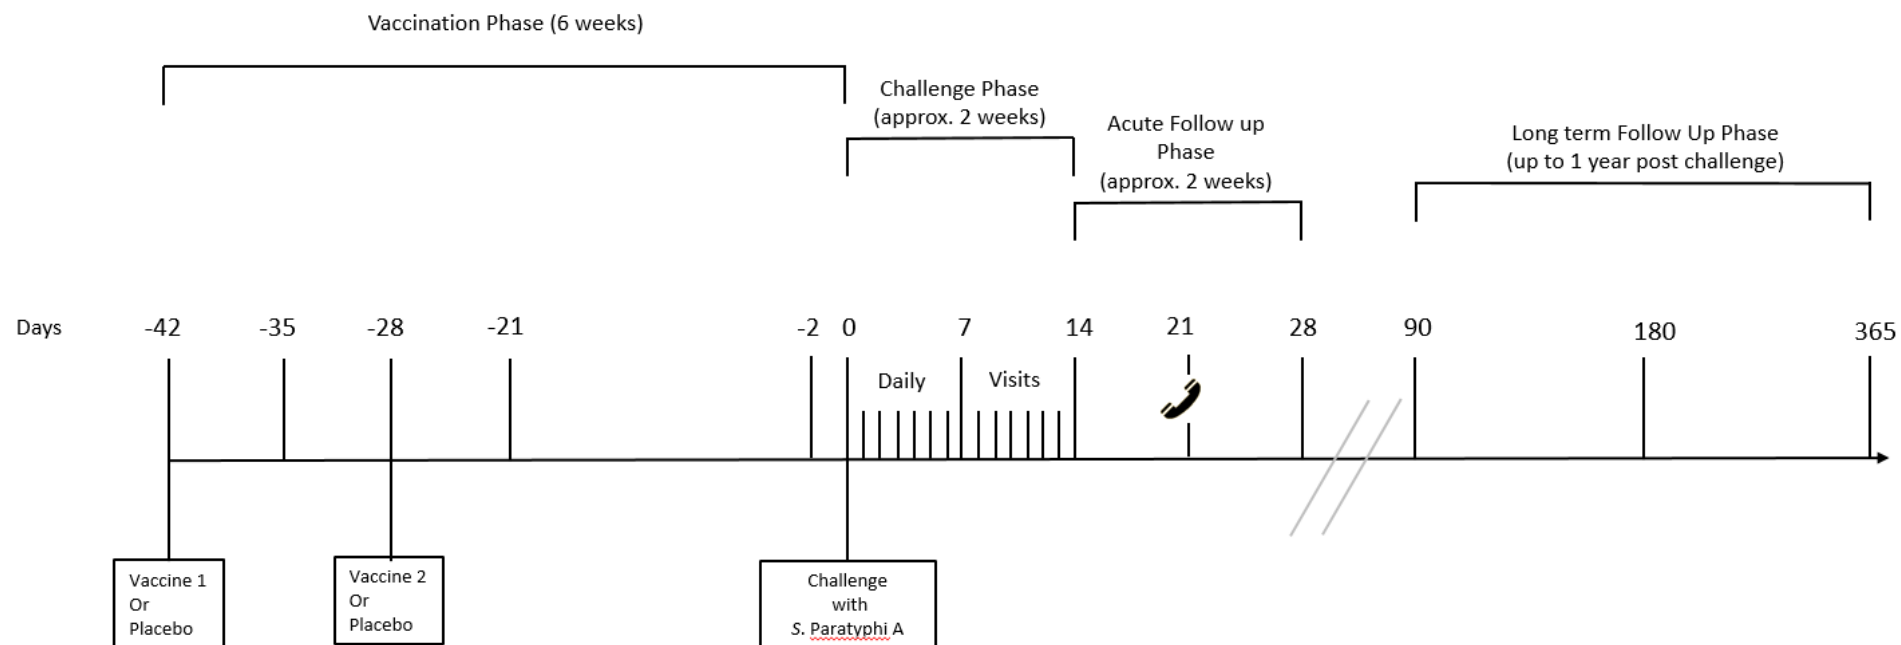 Vaccination Phase (6 weeks)
Challenge Phase
(approx. 2 weeks)
Acute Follow up
Phase
(approx. 2 weeks)
Long term Follow Up Phase
(up to 1 year post challenge)
Days -42 -35 -28 -21 -2 0 7 14 21 28 90 180 365
Daily Visits
Vaccine 1
Or
Placebo
Vaccine 2
Or
Placebo
Challenge
with
S. Paratyphi A